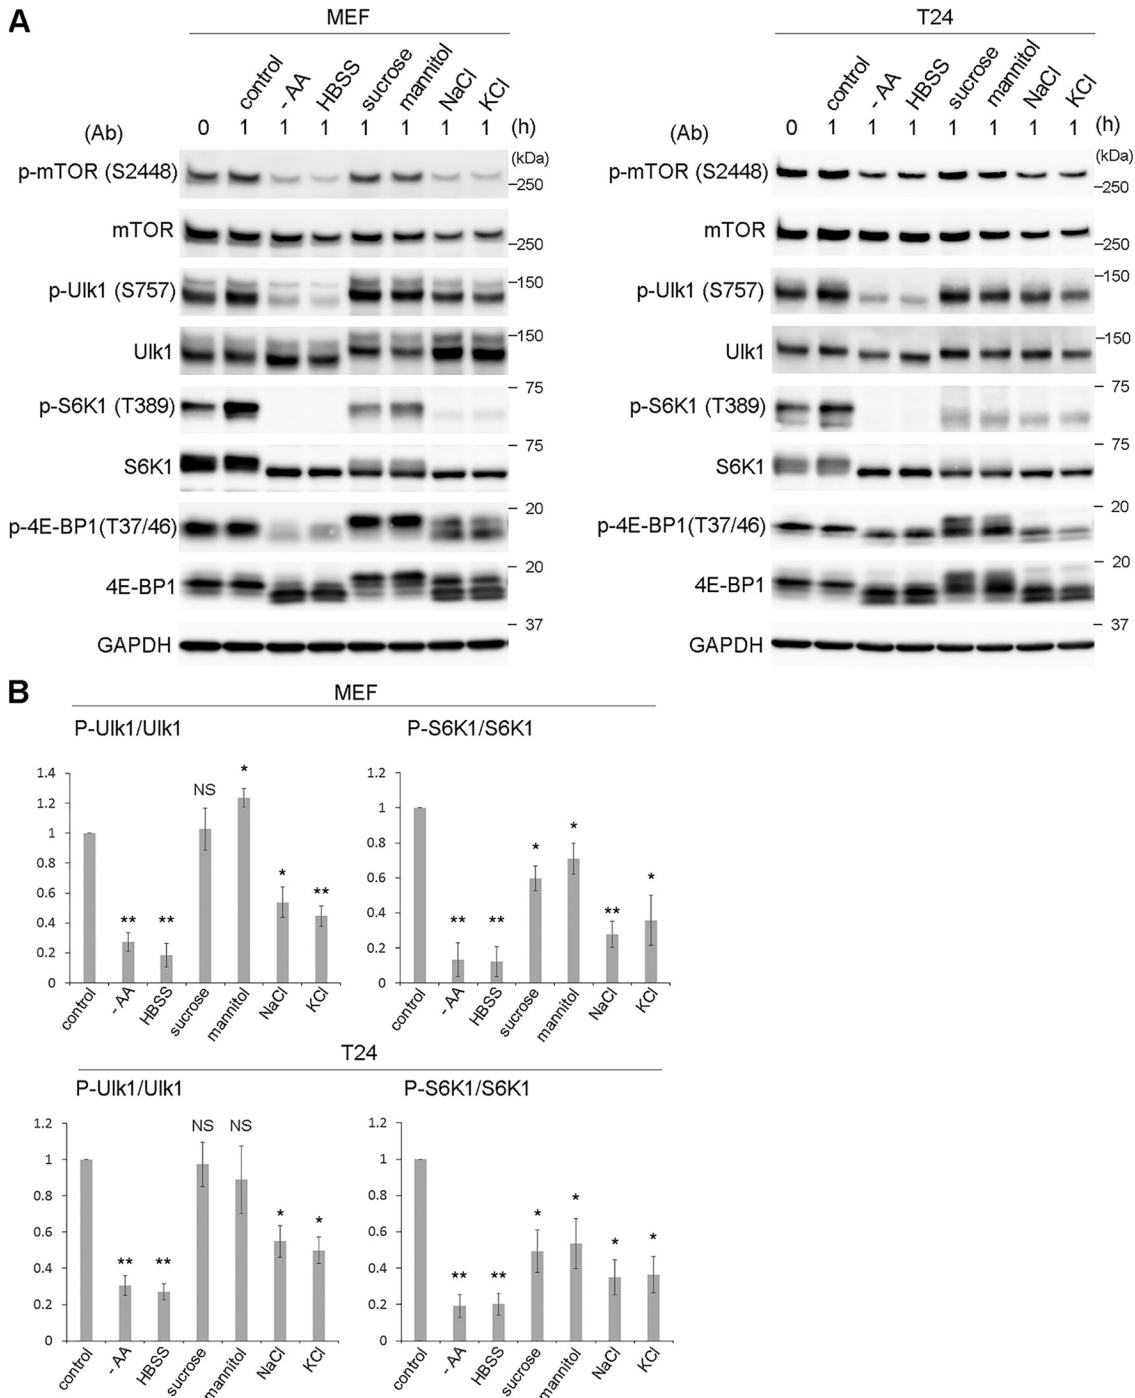 A
MEF
control
- AA
HBSS
sucrose
mannitol
NaCl
KCl
(Ab)
0 1 1 1 1 1 1 1 (h)
(kDa)
p-mTOR (S2448)
250
mTOR
250
p-Ulk1 (S757)
150
Ulk1
150
p-S6K1 (T389)
75
S6K1
75
p-4E-BP1(T37/46)
20
4E-BP1
20
GAPDH
37
T24
control
- AA
HBSS
sucrose
mannitol
NaCl
KCl
(Ab)
0 1 1 1 1 1 1 1 (h)
(kDa)
p-mTOR (S2448)
250
mTOR
250
p-Ulk1 (S757)
150
Ulk1
150
p-S6K1 (T389)
75
S6K1
75
p-4E-BP1(T37/46)
20
4E-BP1
20
GAPDH
37
B
MEF
P-Ulk1/Ulk1
1.4
1.2
1
0.8
0.6
0.4
0.2
0
** ** NS * * **
control - AA HBSS sucrose mannitol NaCl KCl
P-S6K1/S6K1
1.2
1
0.8
0.6
0.4
0.2
0
** ** * * ** *
control - AA HBSS sucrose mannitol NaCl KCl
T24
P-Ulk1/Ulk1
1.2
1
0.8
0.6
0.4
0.2
0
** ** NS NS * *
control - AA HBSS sucrose mannitol NaCl KCl
P-S6K1/S6K1
1.2
1
0.8
0.6
0.4
0.2
0
** ** * * * *
control - AA HBSS sucrose mannitol NaCl KCl